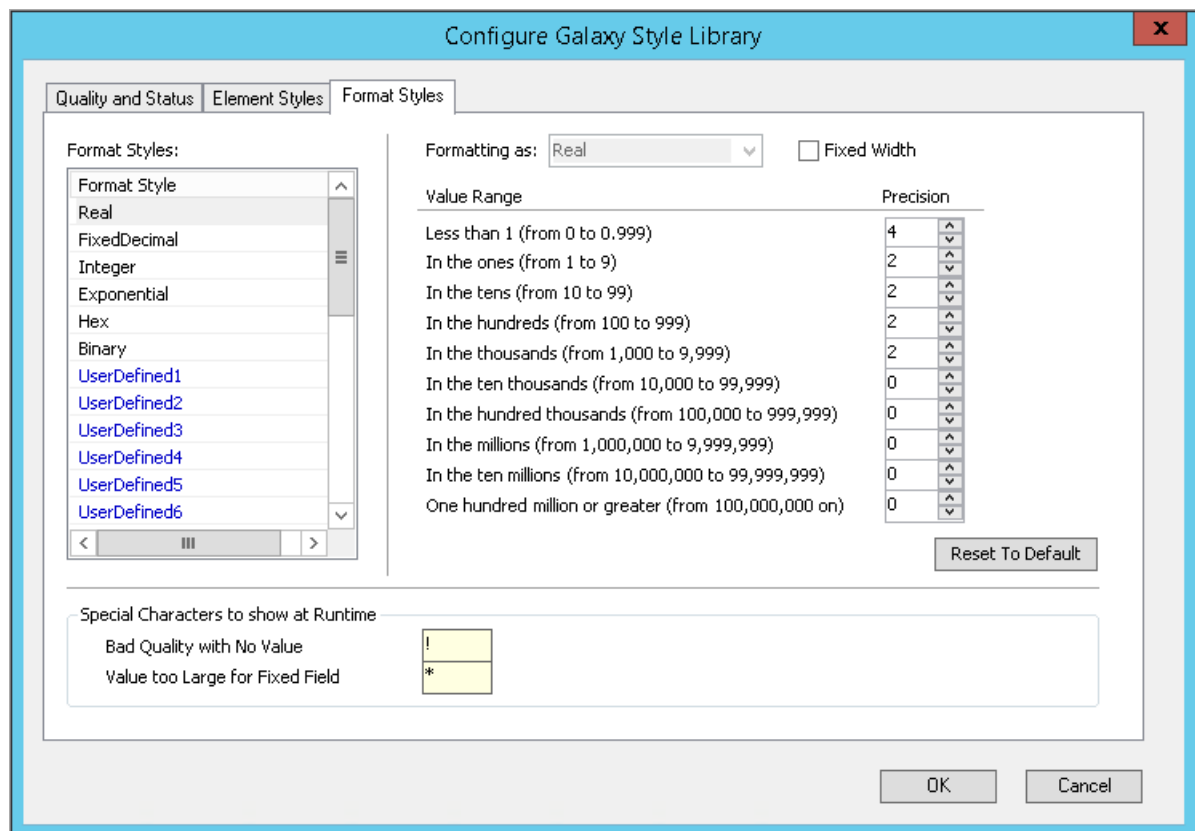 Configure Galaxy Style Library
x
Quality and Status
Element Styles
Format Styles
Format Styles:
Format Style
Real
FixedDecimal
Integer
Exponential
Hex
Binary
UserDefined1
UserDefined2
UserDefined3
UserDefined4
UserDefined5
UserDefined6
Formatting as: Real
Fixed Width
Value Range Precision
Less than 1 (from 0 to 0.999) 4
In the ones (from 1 to 9) 2
In the tens (from 10 to 99) 2
In the hundreds (from 100 to 999) 2
In the thousands (from 1,000 to 9,999) 2
In the ten thousands (from 10,000 to 99,999) 0
In the hundred thousands (from 100,000 to 999,999) 0
In the millions (from 1,000,000 to 9,999,999) 0
In the ten millions (from 10,000,000 to 99,999,999) 0
One hundred million or greater (from 100,000,000 on) 0
Reset To Default
Special Characters to show at Runtime
Bad Quality with No Value !
Value too Large for Fixed Field *
OK
Cancel